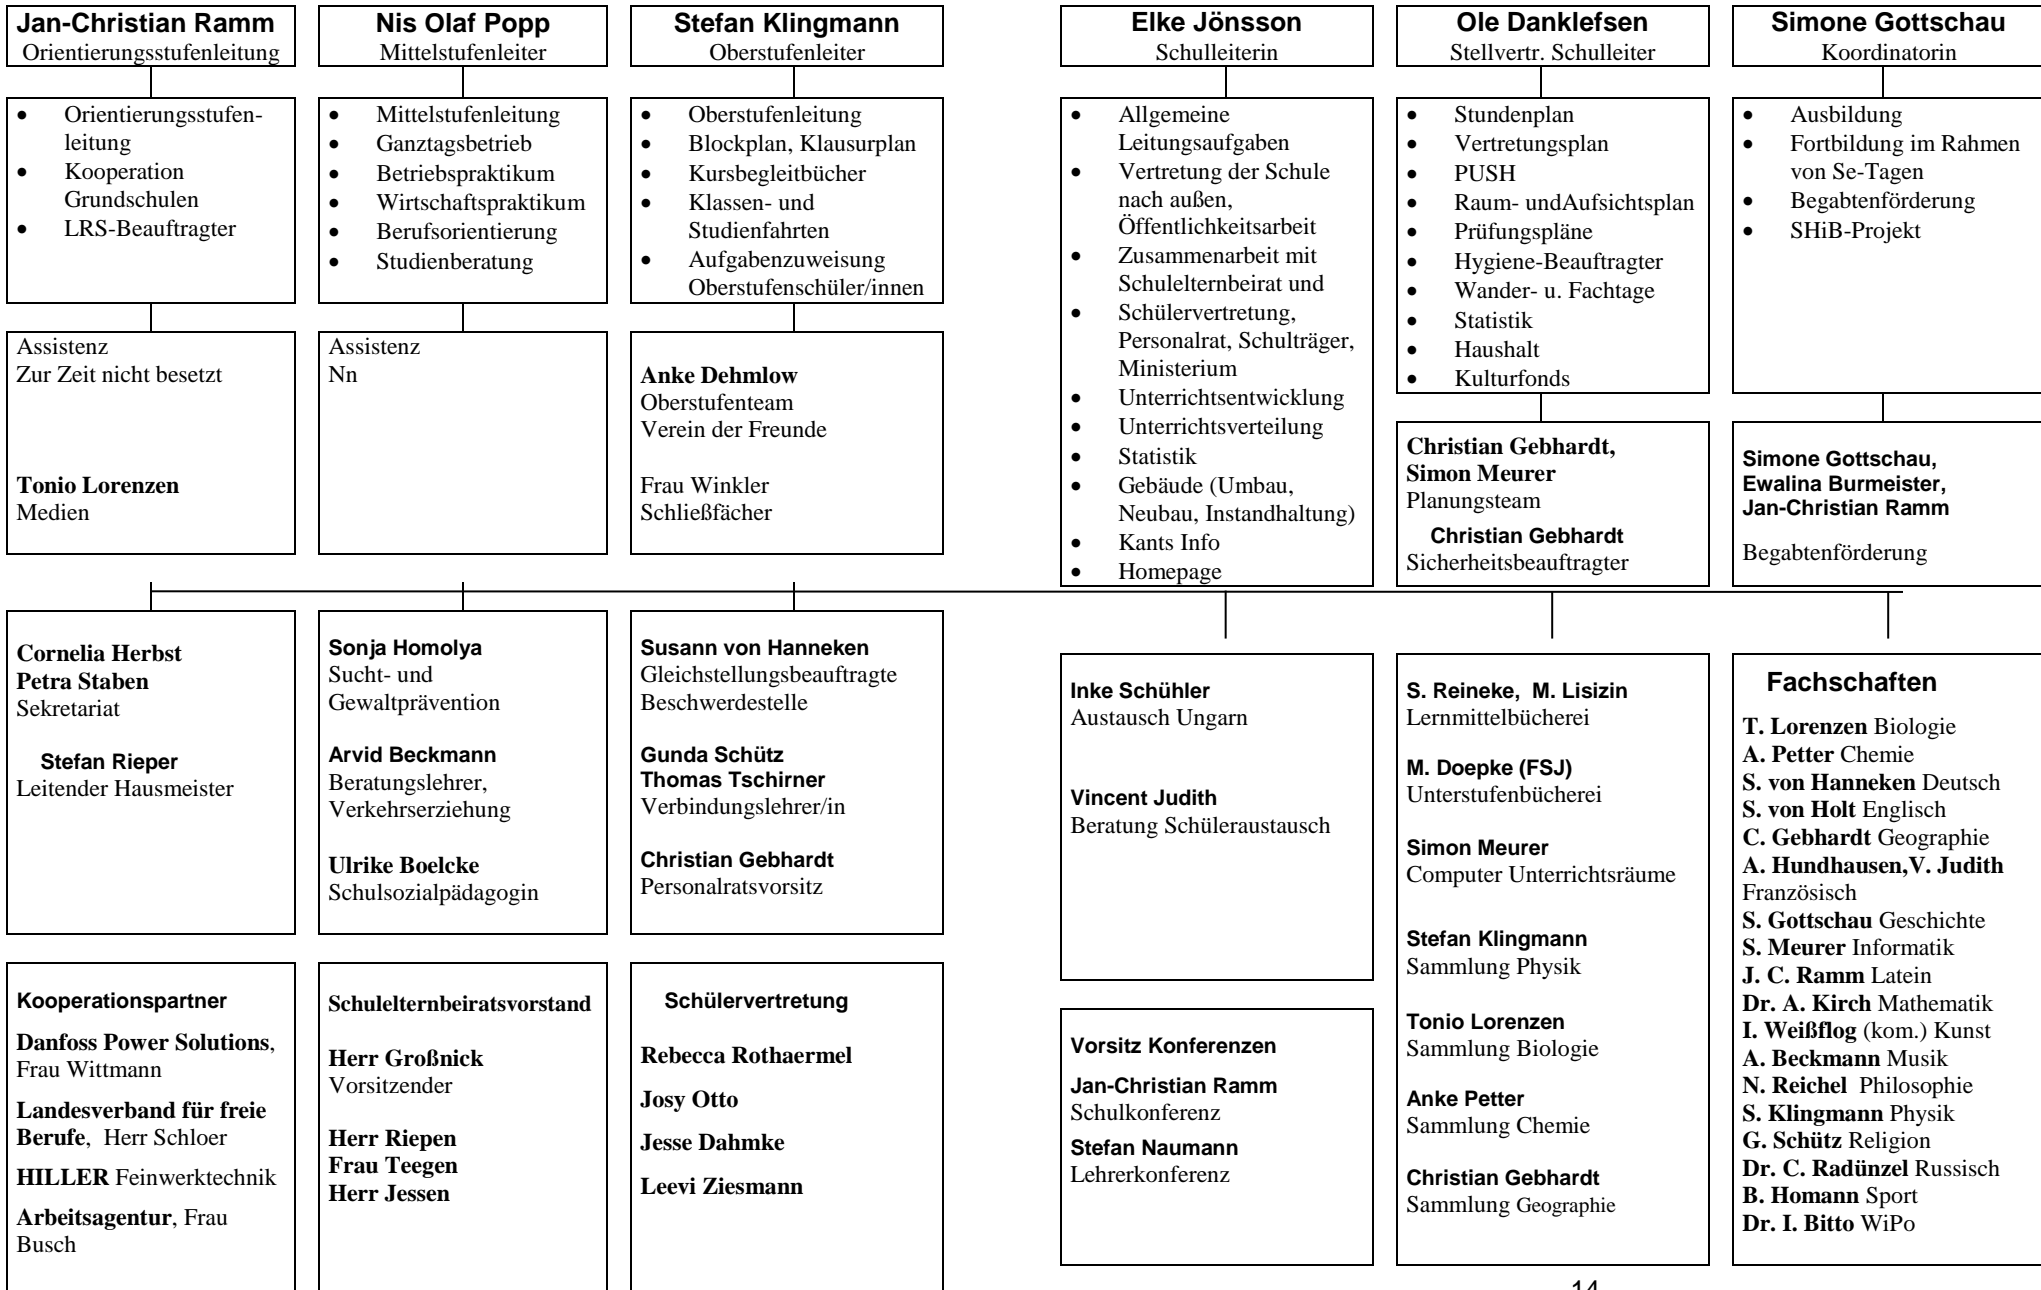 Jan-Christian Ramm
Orientierungsstufenleitung
Orientierungsstufen-
leitung
Kooperation
Grundschulen
LRS-Beauftragter
Assistenz
Zur Zeit nicht besetzt
Tonio Lorenzen
Medien
Nis Olaf Popp
Mittelstufenleiter
Mittelstufenleitung
Ganztagsbetrieb
Betriebspraktikum
Wirtschaftspraktikum
Berufsorientierung
Studienberatung
Assistenz
Nn
Stefan Klingmann
Oberstufenleiter
Oberstufenleitung
Blockplan, Klausurplan
Kursbegleitbücher
Klassen- und
Studienfahrten
Aufgabenzuweisung
Oberstufenschüler/innen
Anke Dehmlow
Oberstufenteam
Verein der Freunde
Frau Winkler
Schließfächer
Elke Jönsson
Schulleiterin
Allgemeine
Leitungsaufgaben
Vertretung der Schule
nach außen,
Öffentlichkeitsarbeit
Zusammenarbeit mit
Schulelternbeirat und
Schülervertretung,
Personalrat, Schulträger,
Ministerium
Unterrichtsentwicklung
Unterrichtsverteilung
Statistik
Gebäude (Umbau,
Neubau, Instandhaltung)
Kants Info
Homepage
Ole Danklefsen
Stellvertr. Schulleiter
Stundenplan
Vertretungsplan
PUSH
Raum- undAufsichtsplan
Prüfungspläne
Hygiene-Beauftragter
Wander- u. Fachtage
Statistik
Haushalt
Kulturfonds
Christian Gebhardt,
Simon Meurer
Planungsteam
Christian Gebhardt
Sicherheitsbeauftragter
Simone Gottschau
Koordinatorin
Ausbildung
Fortbildung im Rahmen
von Se-Tagen
Begabtenförderung
SHiB-Projekt
Simone Gottschau,
Ewalina Burmeister,
Jan-Christian Ramm
Begabtenförderung
Cornelia Herbst
Petra Staben
Sekretariat
Stefan Rieper
Leitender Hausmeister
Sonja Homolya
Sucht- und
Gewaltprävention
Arvid Beckmann
Beratungslehrer,
Verkehrserziehung
Ulrike Boelcke
Schulsozialpädagogin
Susann von Hanneken
Gleichstellungsbeauftragte
Beschwerdestelle
Gunda Schütz
Thomas Tschirner
Verbindungslehrer/in
Christian Gebhardt
Personalratsvorsitz
Inke Schühler
Austausch Ungarn
Vincent Judith
Beratung Schüleraustausch
S. Reineke, M. Lisizin
Lernmittelbücherei
M. Doepke (FSJ)
Unterstufenbücherei
Simon Meurer
Computer Unterrichtsräume
Stefan Klingmann
Sammlung Physik
Tonio Lorenzen
Sammlung Biologie
Anke Petter
Sammlung Chemie
Christian Gebhardt
Sammlung Geographie
Fachschaften
T. Lorenzen Biologie
A. Petter Chemie
S. von Hanneken Deutsch
S. von Holt Englisch
C. Gebhardt Geographie
A. Hundhausen,V. Judith
Französisch
S. Gottschau Geschichte
S. Meurer Informatik
J. C. Ramm Latein
Dr. A. Kirch Mathematik
I. Weißflog (kom.) Kunst
A. Beckmann Musik
N. Reichel Philosophie
S. Klingmann Physik
G. Schütz Religion
Dr. C. Radünzel Russisch
B. Homann Sport
Dr. I. Bitto WiPo
Kooperationspartner
Danfoss Power Solutions,
Frau Wittmann
Landesverband für freie
Berufe, Herr Schloer
HILLER Feinwerktechnik
Arbeitsagentur, Frau
Busch
Schulelternbeiratsvorstand
Herr Großnick
Vorsitzender
Herr Riepen
Frau Teegen
Herr Jessen
Schülervertretung
Rebecca Rothaermel
Josy Otto
Jesse Dahmke
Leevi Ziesmann
Vorsitz Konferenzen
Jan-Christian Ramm
Schulkonferenz
Stefan Naumann
Lehrerkonferenz
14